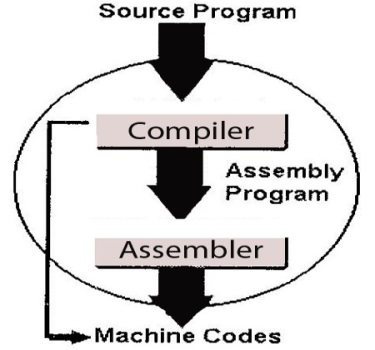 Source Program
Compiler
Assembly
Program
Assembler
Machine Codes